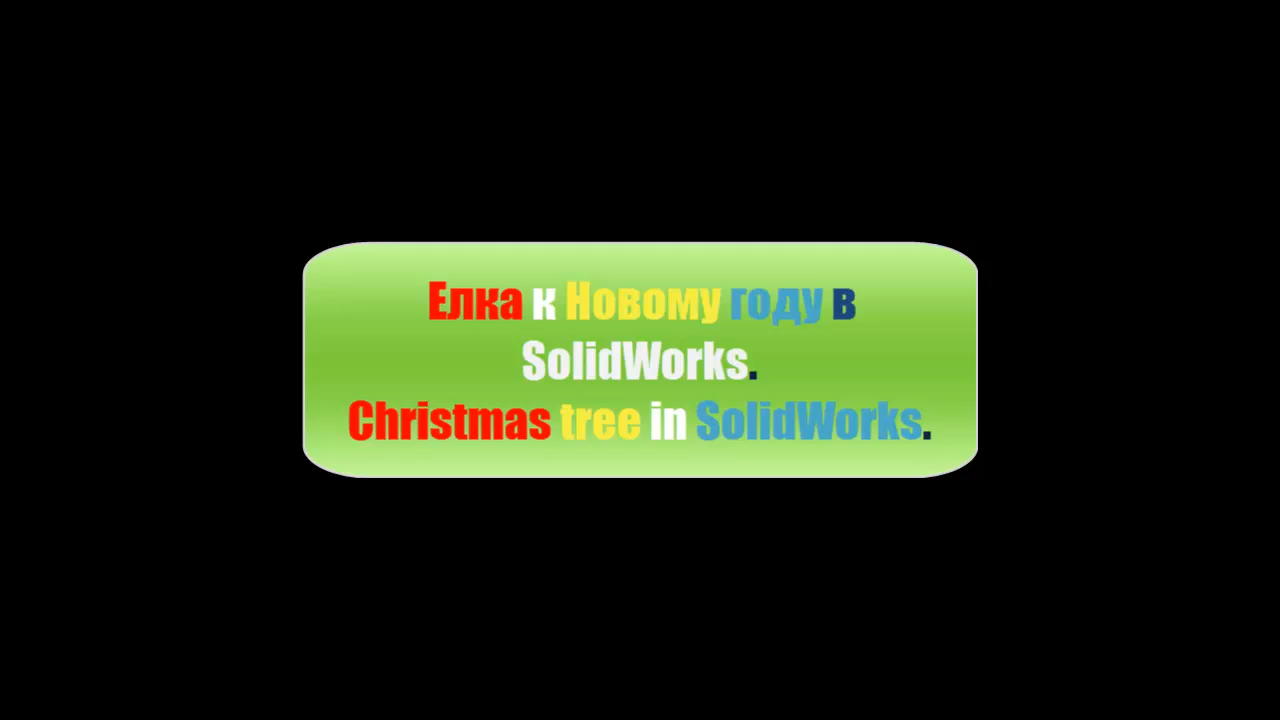 Елка к Новому году в
SolidWorks.
Christmas tree in SolidWorks.